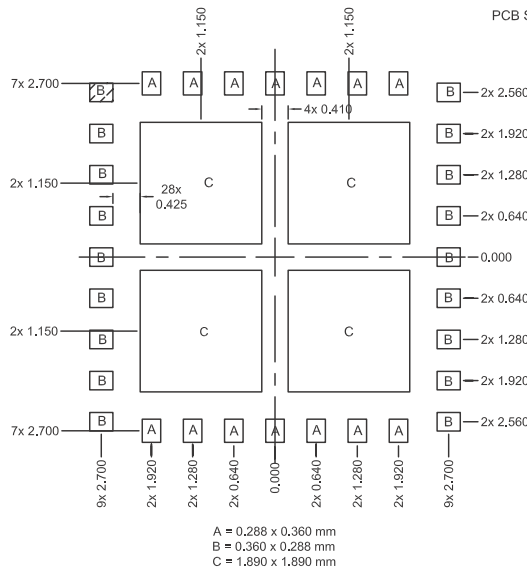 PCB S
2x 1.150
2x 1.150
7x 2.700
A A A A A A A
4x 0.410
B
B
2x 2.560
B
B
2x 1.920
B
B
2x 1.280
2x 1.150
C
C
28x
0.425
B
B
2x 0.640
B
B
0.000
B
B
2x 0.640
2x 1.150
C
C
B
B
2x 1.280
B
B
2x 1.920
B
B
2x 2.560
7x 2.700
A A A A A A A
9x 2.700
2x 1.920
2x 1.280
2x 0.640
0.000
2x 0.640
2x 1.280
2x 1.920
9x 2.700
A = 0.288 x 0.360 mm
B = 0.360 x 0.288 mm
C = 1.890 x 1.890 mm